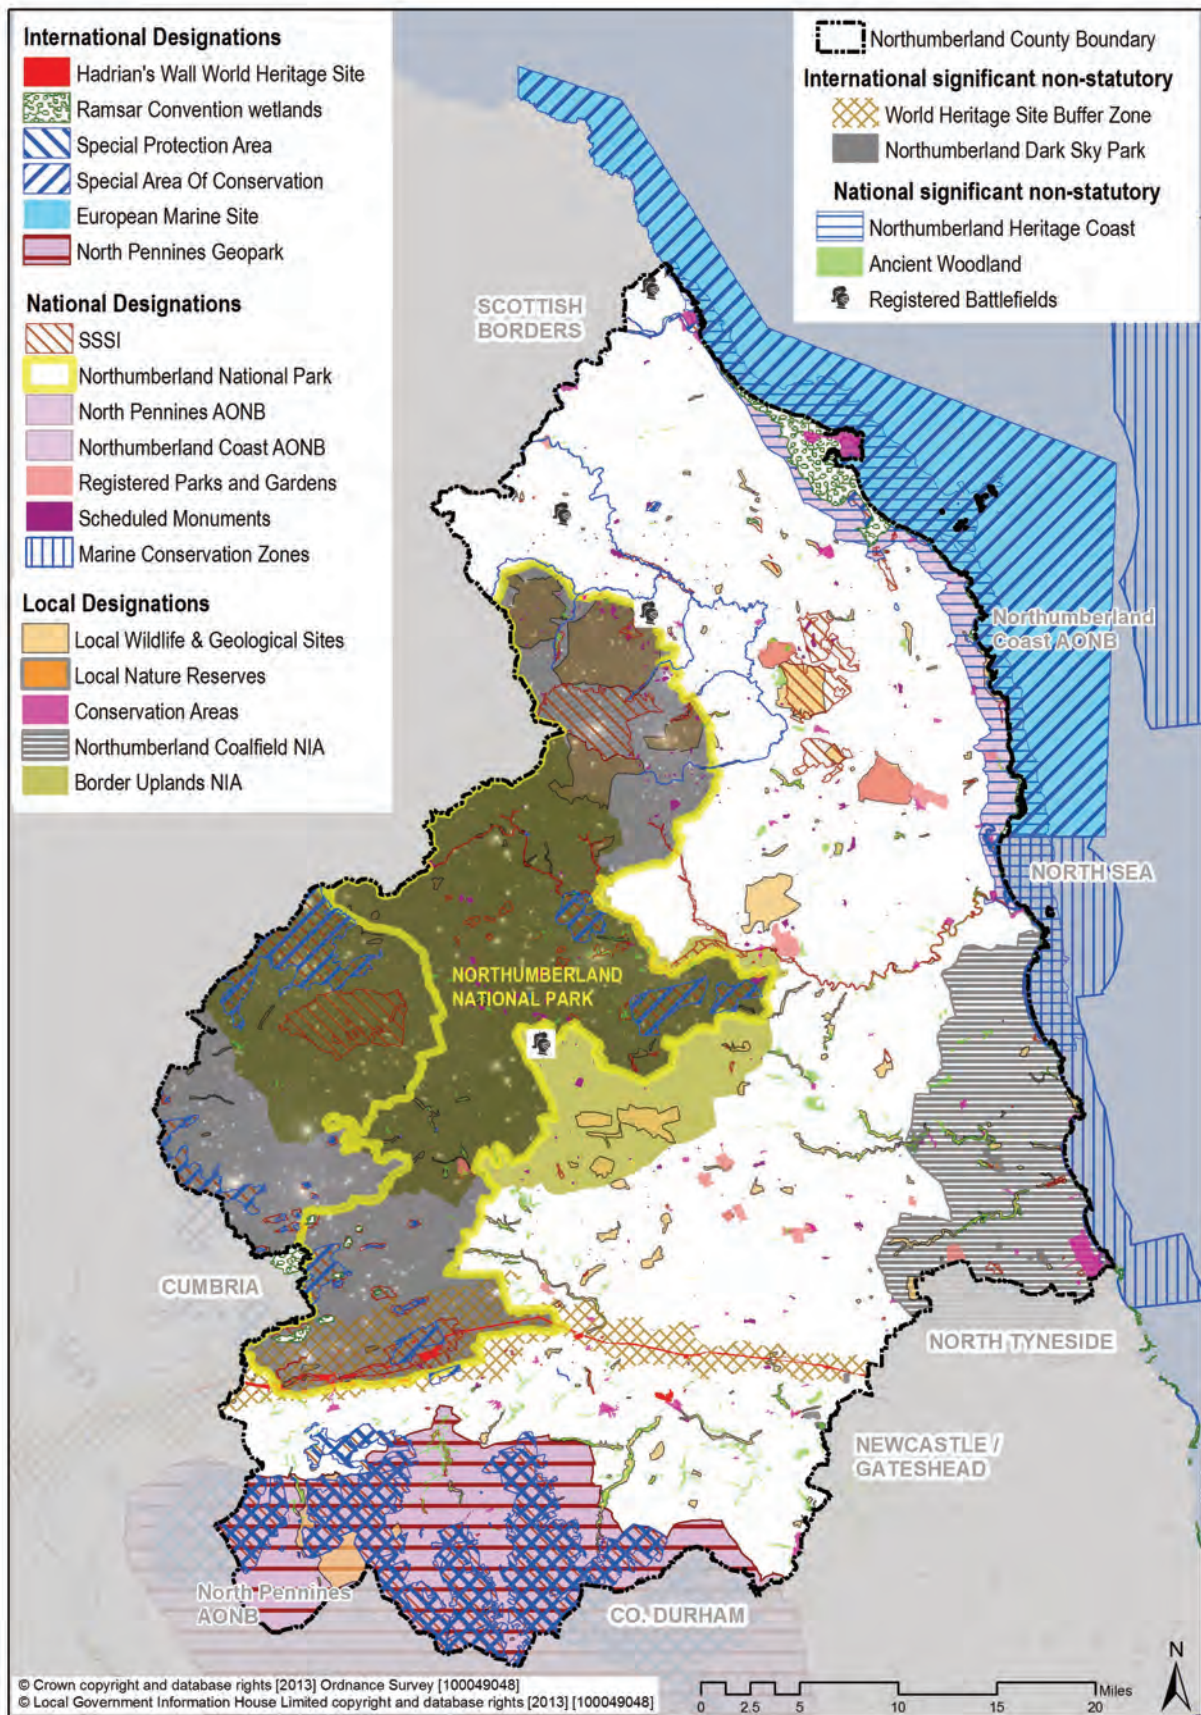 International Designations
Hadrian's Wall World Heritage Site
Ramsar Convention wetlands
Special Protection Area
Special Area Of Conservation
European Marine Site
North Pennines Geopark
National Designations
SSSI
Northumberland National Park
North Pennines AONB
Northumberland Coast AONB
Registered Parks and Gardens
Scheduled Monuments
Marine Conservation Zones
Local Designations
Local Wildlife & Geological Sites
Local Nature Reserves
Conservation Areas
Northumberland Coalfield NIA
Border Uplands NIA
Northumberland County Boundary
International significant non-statutory
World Heritage Site Buffer Zone
Northumberland Dark Sky Park
National significant non-statutory
Northumberland Heritage Coast
Ancient Woodland
Registered Battlefields
SCOTTISH
BORDERS
Northumberland
Coast AONB
NORTH SEA
NORTHUMBERLAND
NATIONAL PARK
CUMBRIA
NORTH TYNESIDE
NEWCASTLE /
GATESHEAD
North Pennines
AONB
CO. DURHAM
© Crown copyright and database rights [2013] Ordnance Survey [100049048]
© Local Government Information House Limited copyright and database rights [2013] [100049048]
N
Miles
0 2.5 5 10 15 20